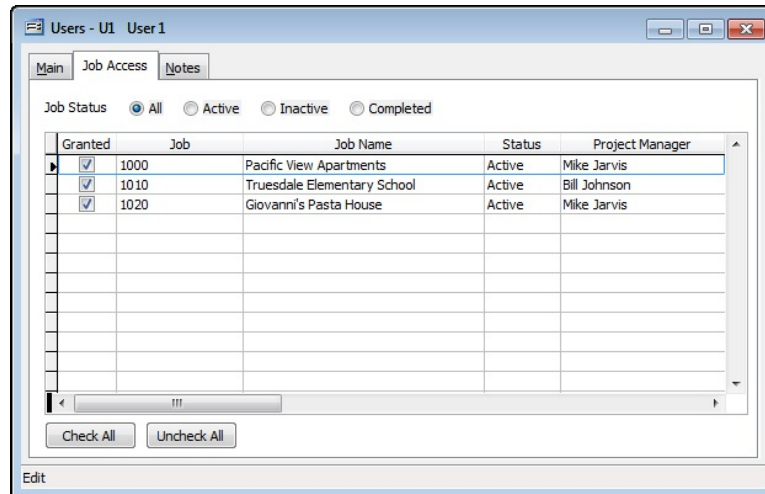 Users - U1 User 1
Main Job Access Notes
Job Status All Active Inactive Completed
Granted Job Job Name Status Project Manager
1000 Pacific View Apartments Active Mike Jarvis
1010 Truesdale Elementary School Active Bill Johnson
1020 Giovanni's Pasta House Active Mike Jarvis
Check All Uncheck All
Edit